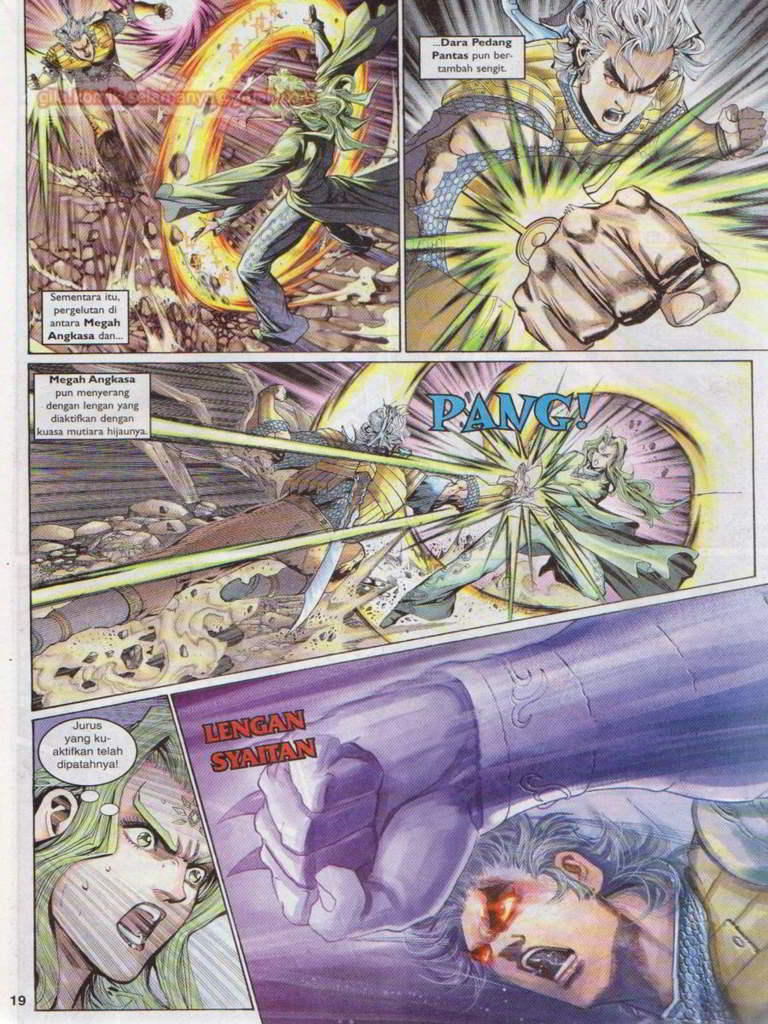 Sementara itu,
pergelutan di
antara Megah
Angkasa dan...
...Dara Pedang
Pantas pun ber-
tambah sengit.
Megah Angkasa
pun menyerang
dengan lengan yang
diaktifkan dengan
kuasa mutiara hijaunya.
PANG!
Jurus
yang ku-
aktifkan telah
dipatahnya!
LENGAN
SYAITAN
19